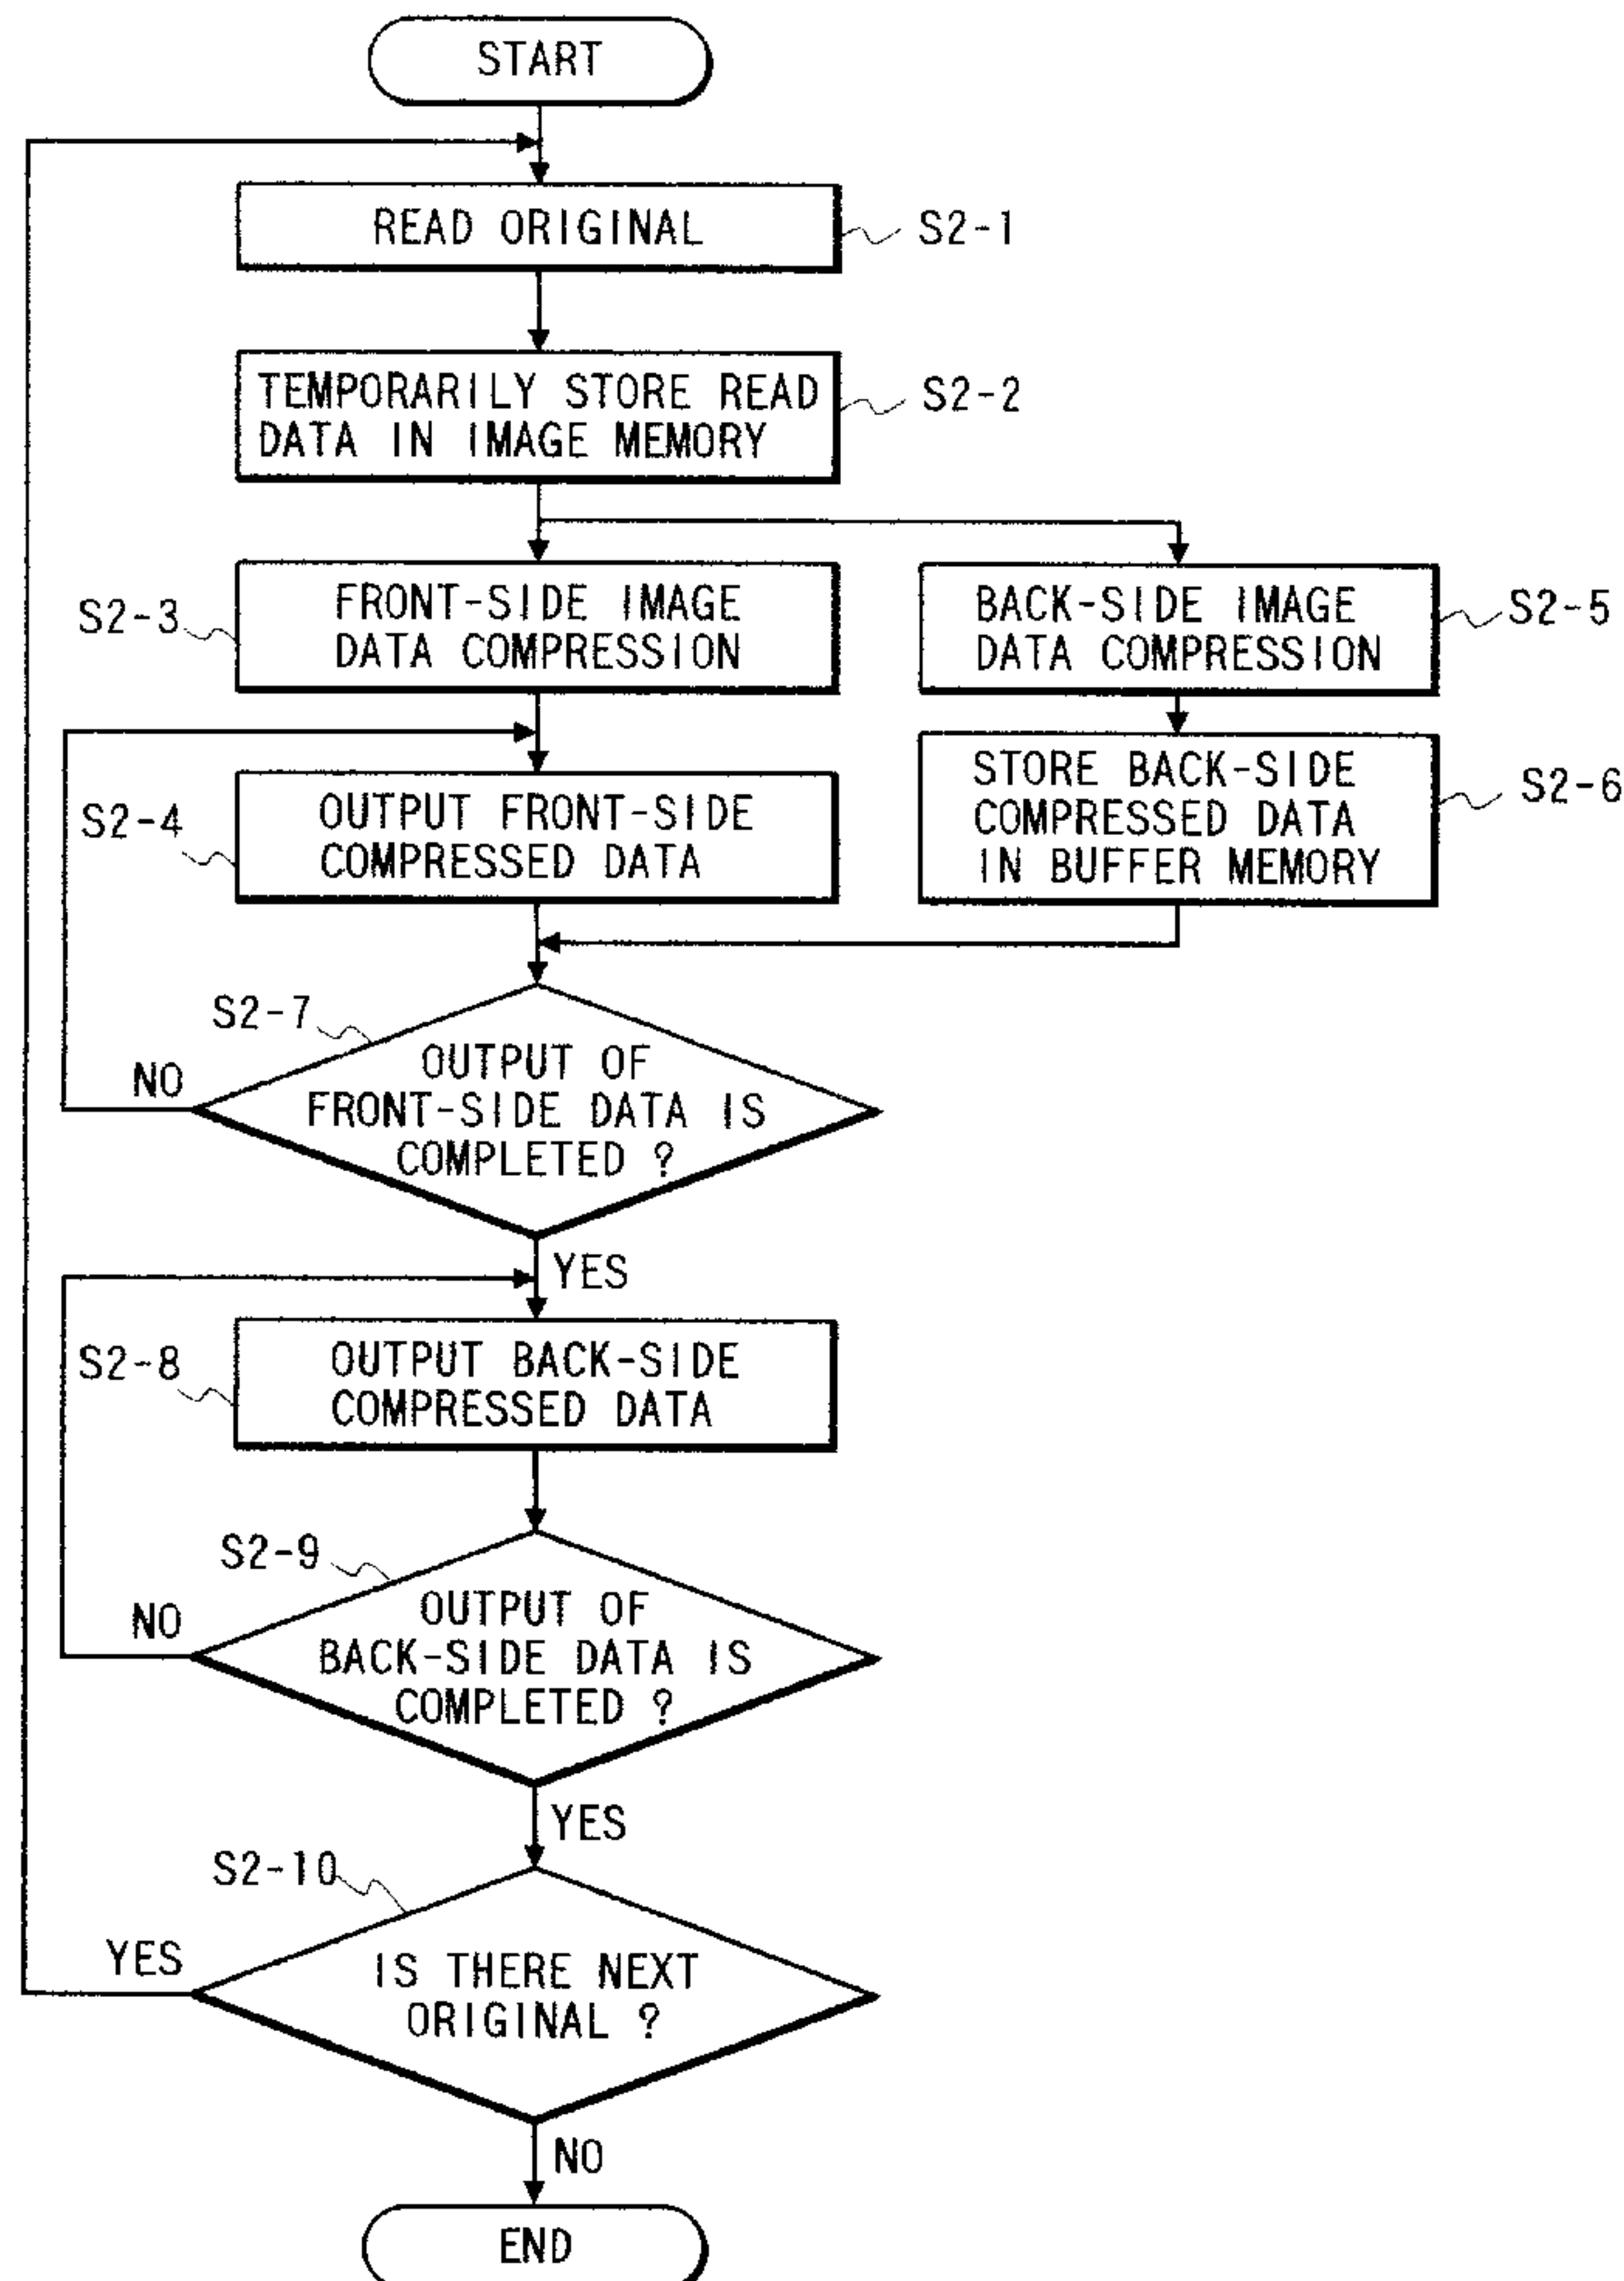 START
READ ORIGINAL
S2-1
TEMPORARILY STORE READ
DATA IN IMAGE MEMORY
S2-2
S2-3
FRONT-SIDE IMAGE
DATA COMPRESSION
BACK-SIDE IMAGE
DATA COMPRESSION
S2-5
S2-4
OUTPUT FRONT-SIDE
COMPRESSED DATA
STORE BACK-SIDE
COMPRESSED DATA
IN BUFFER MEMORY
S2-6
S2-7
OUTPUT OF
FRONT-SIDE DATA IS
COMPLETED ?
NO
YES
S2-8
OUTPUT BACK-SIDE
COMPRESSED DATA
S2-9
OUTPUT OF
BACK-SIDE DATA IS
COMPLETED ?
NO
YES
S2-10
IS THERE NEXT
ORIGINAL ?
YES
NO
END